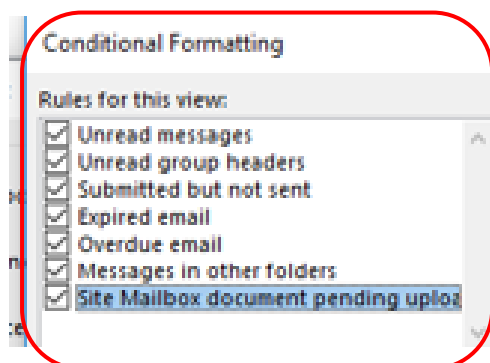 Conditional Formatting
Rules for this view:
Unread messages
Unread group headers
Submitted but not sent
Expired email
Overdue email
Messages in other folders
Site Mailbox document pending uploa